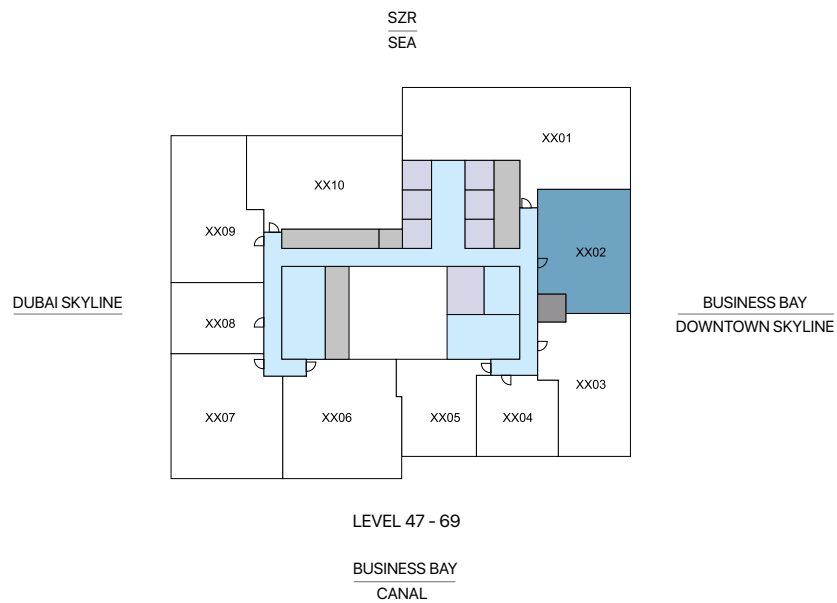 SZR
SEA
XX01
XX10
XX09
XX02
DUBAI SKYLINE
BUSINESS BAY
DOWNTOWN SKYLINE
XX08
XX03
XX07
XX06
XX05
XX04
LEVEL 47 - 69
BUSINESS BAY
CANAL